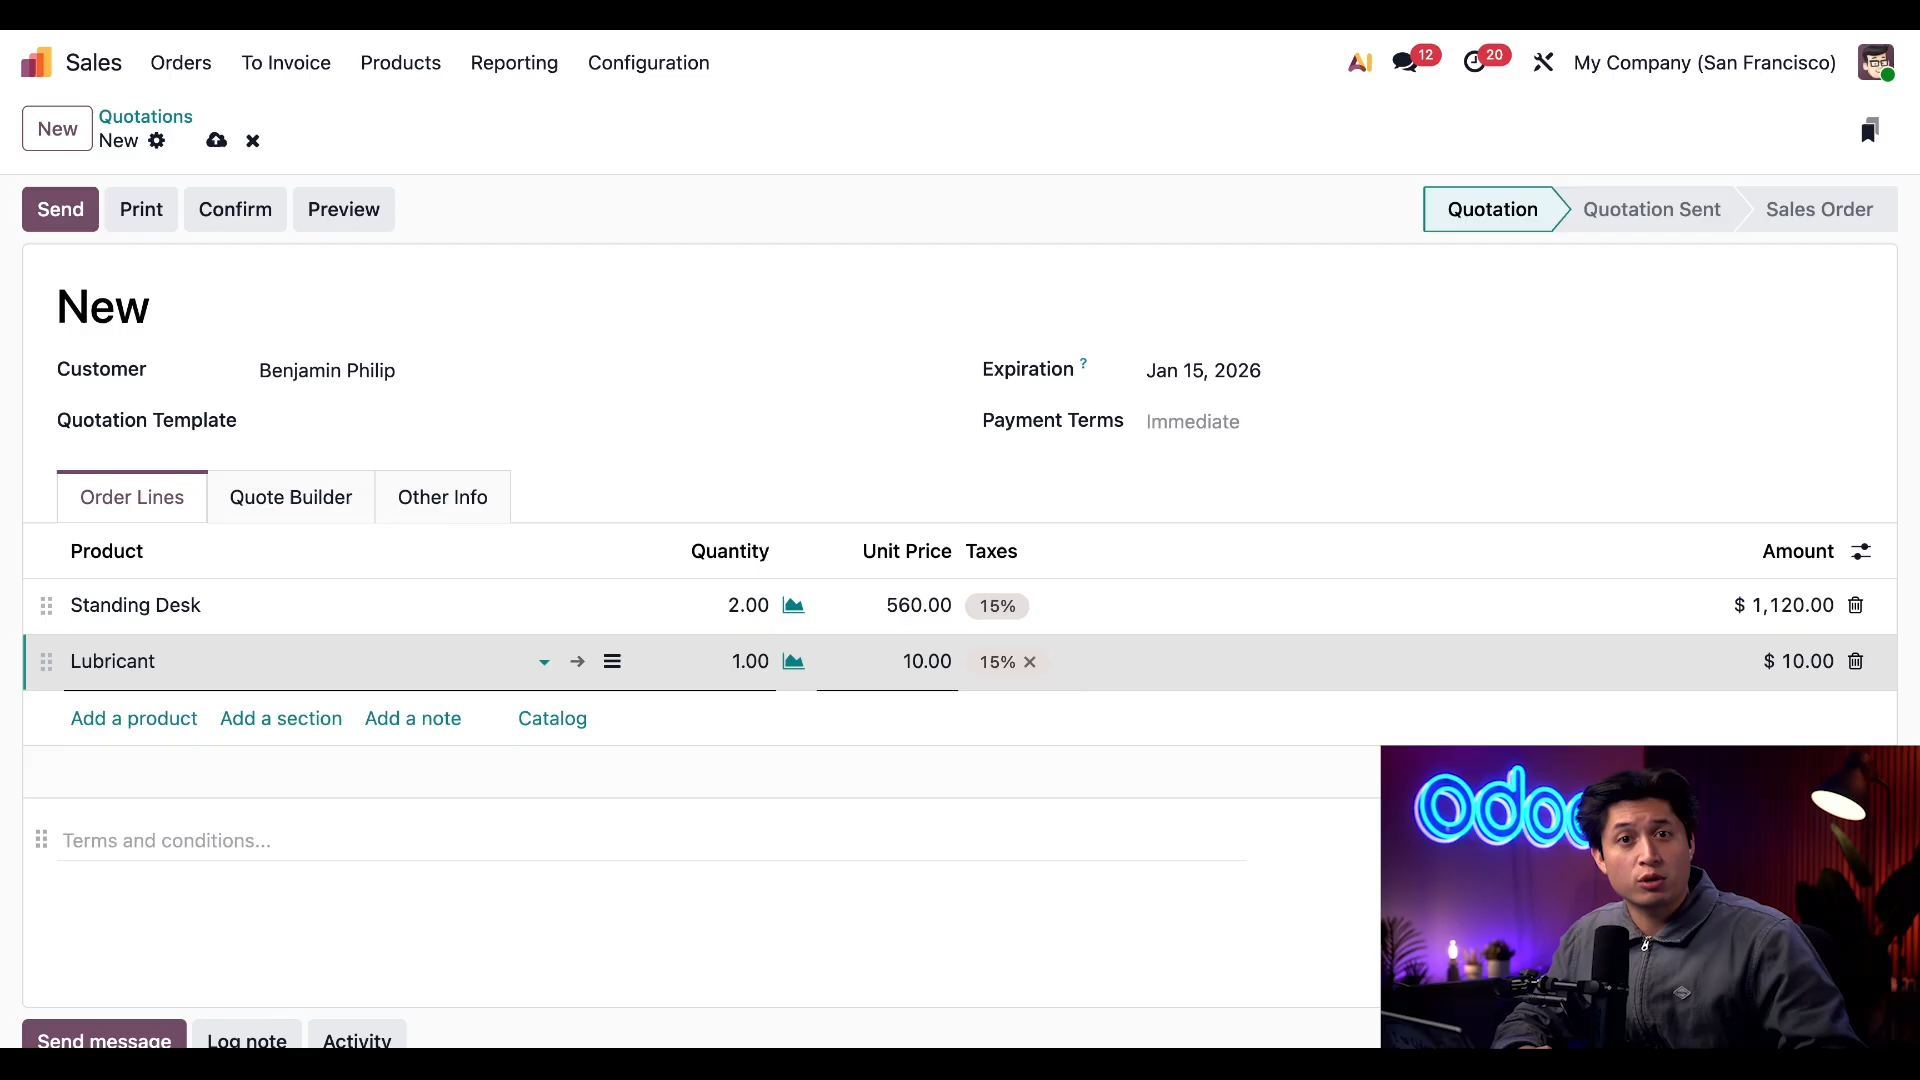 Sales Orders To Invoice Products Reporting Configuration AI 12 20 My Company (San Francisco)
New Quotations
New
Send Print Confirm Preview Quotation Quotation Sent Sales Order
New
Customer Benjamin Philip Expiration ? Jan 15, 2026
Quotation Template Payment Terms Immediate
Order Lines Quote Builder Other Info
Product Quantity Unit Price Taxes Amount
Standing Desk 2.00 560.00 15% $ 1,120.00
Lubricant 1.00 10.00 15% $ 10.00
Add a product Add a section Add a note Catalog
odoo
Terms and conditions...
Send message Log note Activity